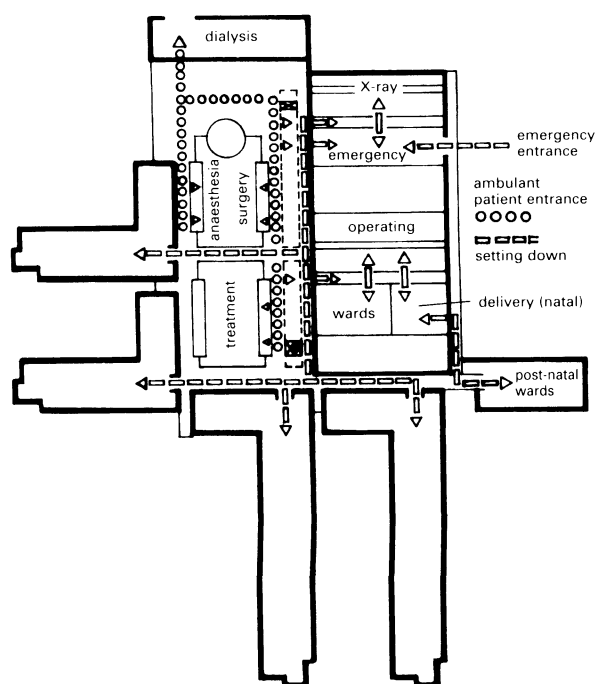 dialysis
X-ray
emergency
emergency
entrance
ambulant
patient entrance
setting down
anaesthesia
surgery
operating
treatment
wards
delivery (natal)
post-natal
wards